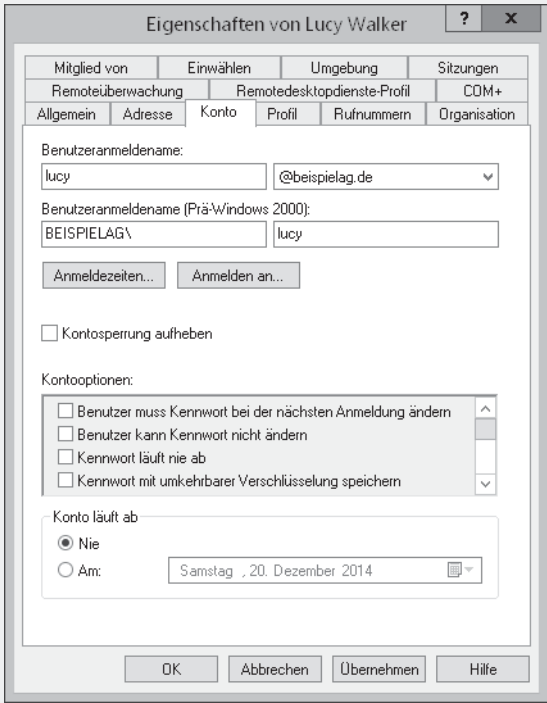 Eigenschaften von Lucy Walker ? x
Mitglied von Einwählen Umgebung Sitzungen
Remoteüberwachung Remotedesktopdienste-Profil COM+
Allgemein Adresse Konto Profil Rufnummern Organisation
Benutzeranmeldename:
lucy @beispielag.de
Benutzeranmeldename (Prä-Windows 2000):
BEISPIELAG\ lucy
Anmeldezeiten... Anmelden an...
Kontosperrung aufheben
Kontooptionen:
Benutzer muss Kennwort bei der nächsten Anmeldung ändern
Benutzer kann Kennwort nicht ändern
Kennwort läuft nie ab
Kennwort mit umkehrbarer Verschlüsselung speichern
Konto läuft ab
Nie
Am: Samstag , 20. Dezember 2014
OK Abbrechen Übernehmen Hilfe